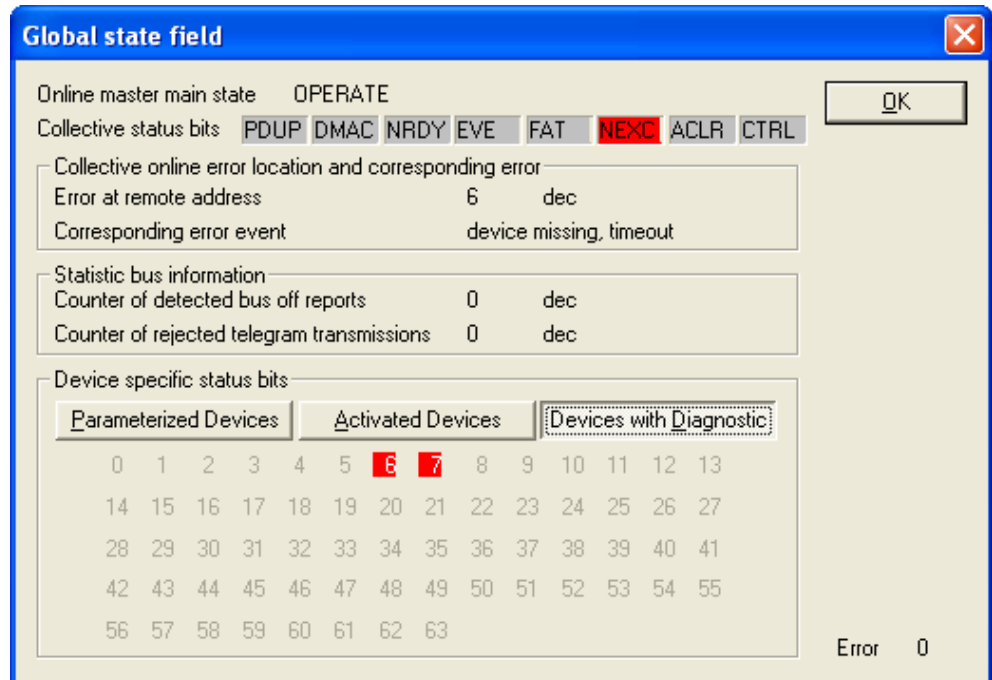 Global state field
Online master main state OPERATE
OK
Collective status bits PDUP DMAC NRDY EVE FAT NEXC ACLR CTRL
Collective online error location and corresponding error
Error at remote address 6 dec
Corresponding error event device missing, timeout
Statistic bus information
Counter of detected bus off reports 0 dec
Counter of rejected telegram transmissions 0 dec
Device specific status bits
Parameterized Devices Activated Devices Devices with Diagnostic
0 1 2 3 4 5 6 7 8 9 10 11 12 13
14 15 16 17 18 19 20 21 22 23 24 25 26 27
28 29 30 31 32 33 34 35 36 37 38 39 40 41
42 43 44 45 46 47 48 49 50 51 52 53 54 55
56 57 58 59 60 61 62 63
Error 0